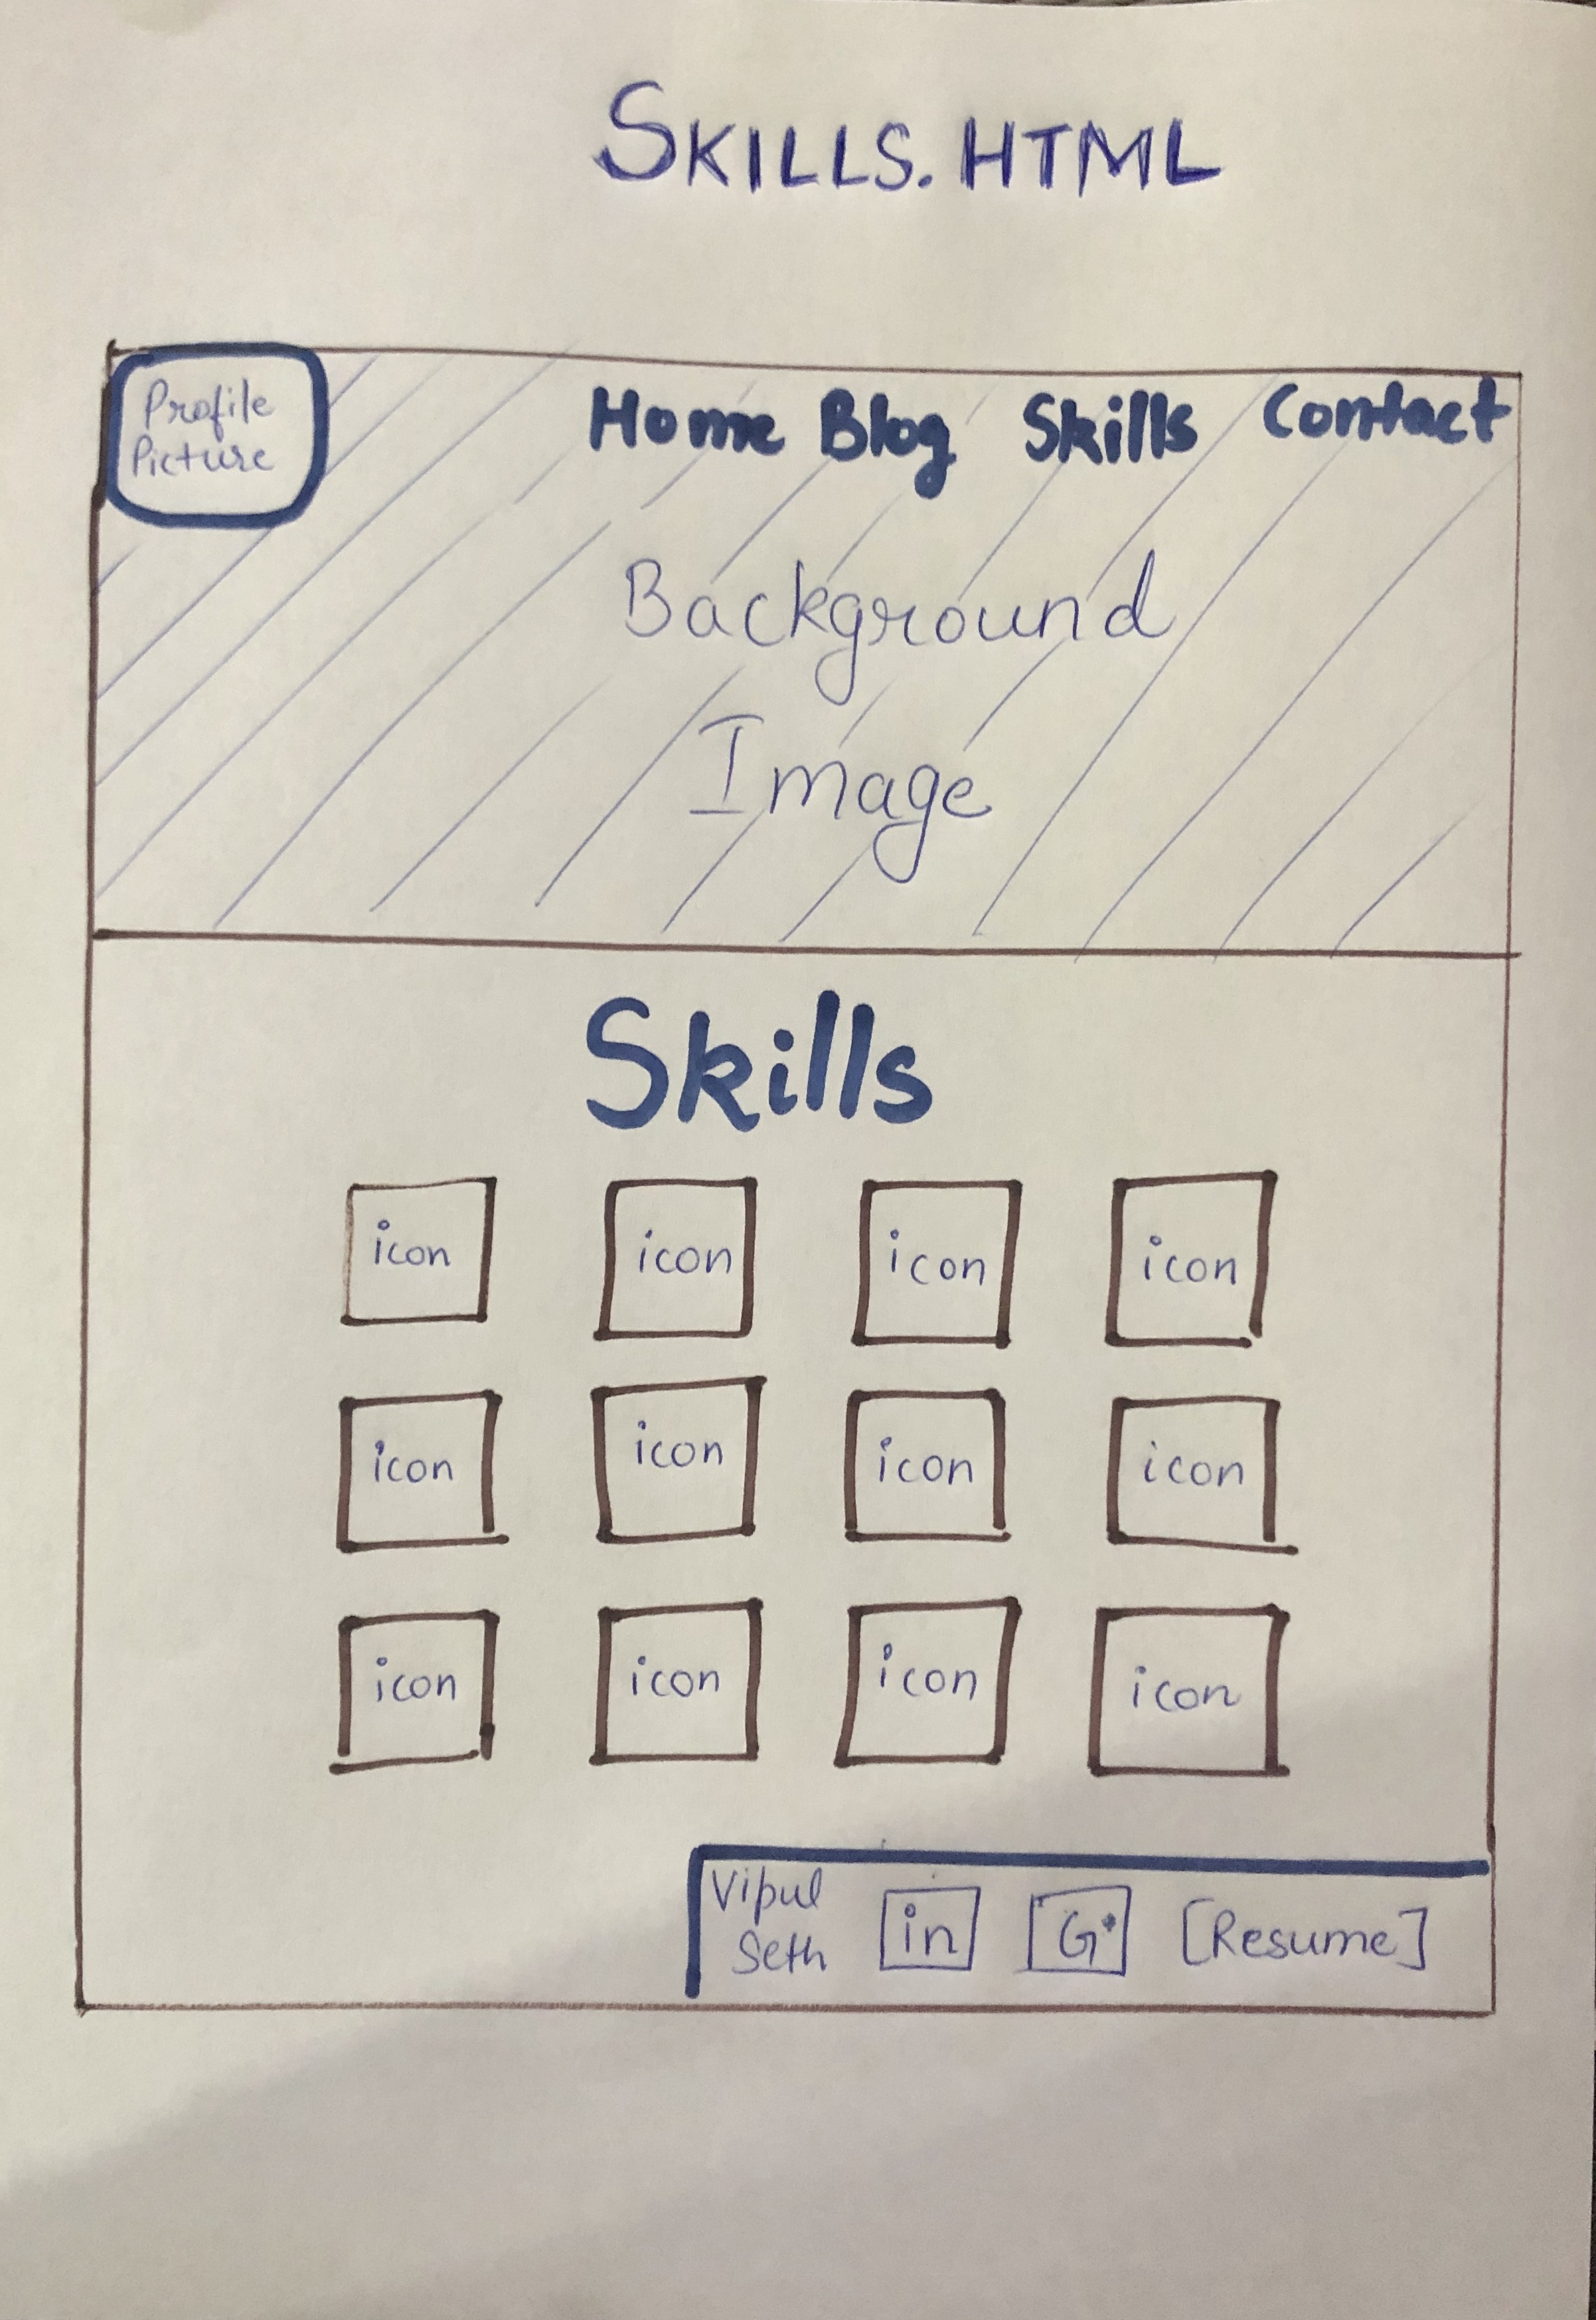 SKILLS.HTML
Profile
Picture
Home Blog Skills Contact
Background
Image
Skills
icon icon icon icon
icon icon icon icon
icon icon icon icon
Vipul
Seth
in G+ [Resume]